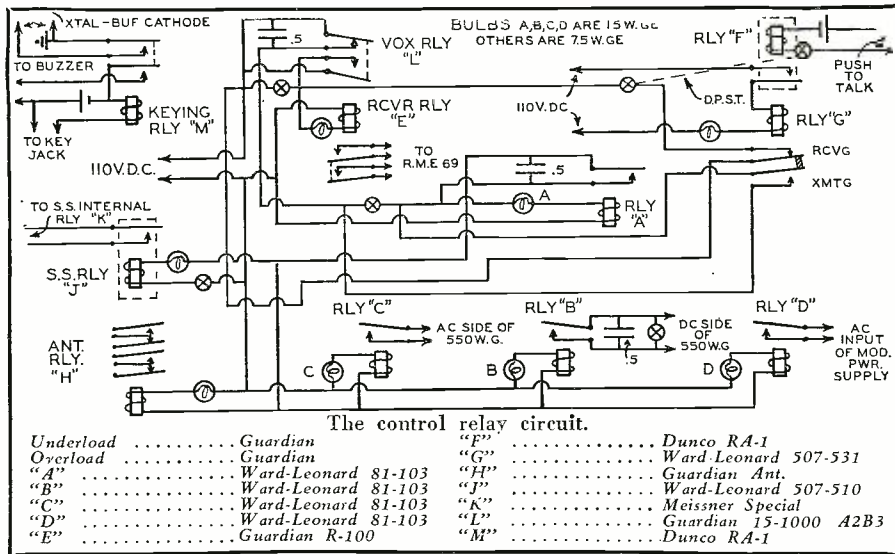 XTAL-BUF CATHODE
BULBS A,B,C,D ARE 15 W. GE
OTHERS ARE 7.5 W. GE
RLY "F"
.5
VOX RLY
"L"
TO BUZZER
PUSH
TO
TALK
110V. DC
D.P.S.T.
KEYING
RLY "M"
RCVR RLY
"E"
RLY "G"
TO KEY
JACK
TO
R.M.E 69
RCVG
110V.D.C.
.5
XMTG
TO S.S. INTERNAL
RLY "K"
A
RLY
"A"
S.S. RLY
"J"
RLY "C"
RLY "B"
RLY "D"
ANT.
RLY.
"H"
AC SIDE OF
550 W.G.
.5
DC SIDE
OF
550 W.G.
AC
INPUT
OF MOD.
PWR.
SUPPLY
C
B
D
The control relay circuit.
Underload .......... Guardian
Overload .......... Guardian
"A" .......... Ward-Leonard 81-103
"B" .......... Ward-Leonard 81-103
"C" .......... Ward-Leonard 81-103
"D" .......... Ward-Leonard 81-103
"E" .......... Guardian R-100
"F" .......... Dunco RA-1
"G" .......... Ward-Leonard 507-531
"H" .......... Guardian Ant.
"J" .......... Ward-Leonard 507-510
"K" .......... Meissner Special
"L" .......... Guardian 15-1000 A2B3
"M" .......... Dunco RA-1